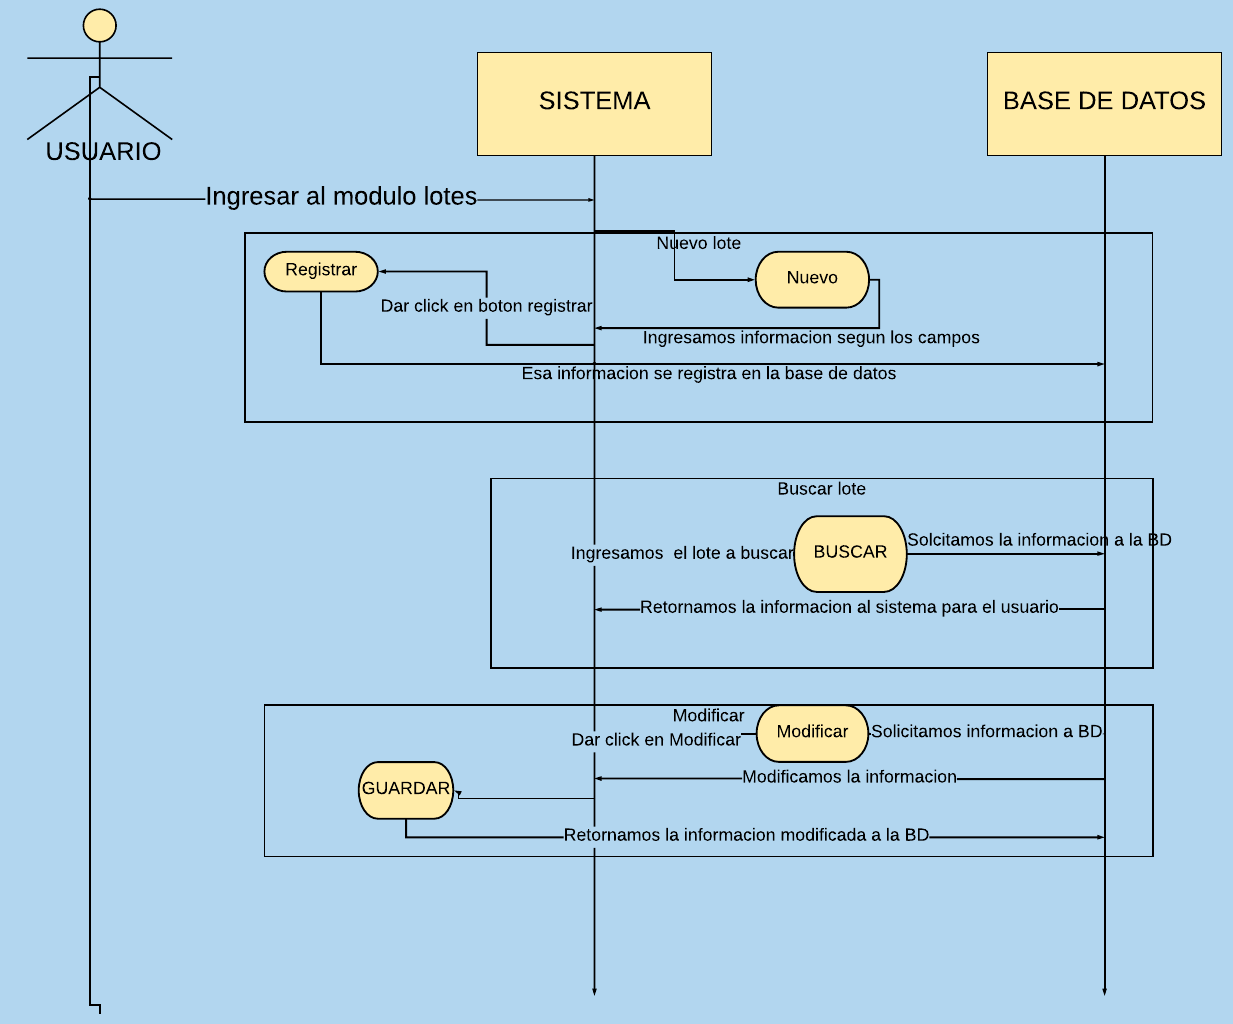 USUARIO
SISTEMA
BASE DE DATOS
Ingresar al modulo lotes
Nuevo lote
Registrar
Nuevo
Dar click en boton registrar
Ingresamos informacion segun los campos
Esa informacion se registra en la base de datos
Buscar lote
Ingresamos  el lote a buscar
BUSCAR
Solcitamos la informacion a la BD
Retornamos la informacion al sistema para el usuario
Modificar
Dar click en Modificar
Modificar
Solicitamos informacion a BD
Modificamos la informacion
GUARDAR
Retornamos la informacion modificada a la BD